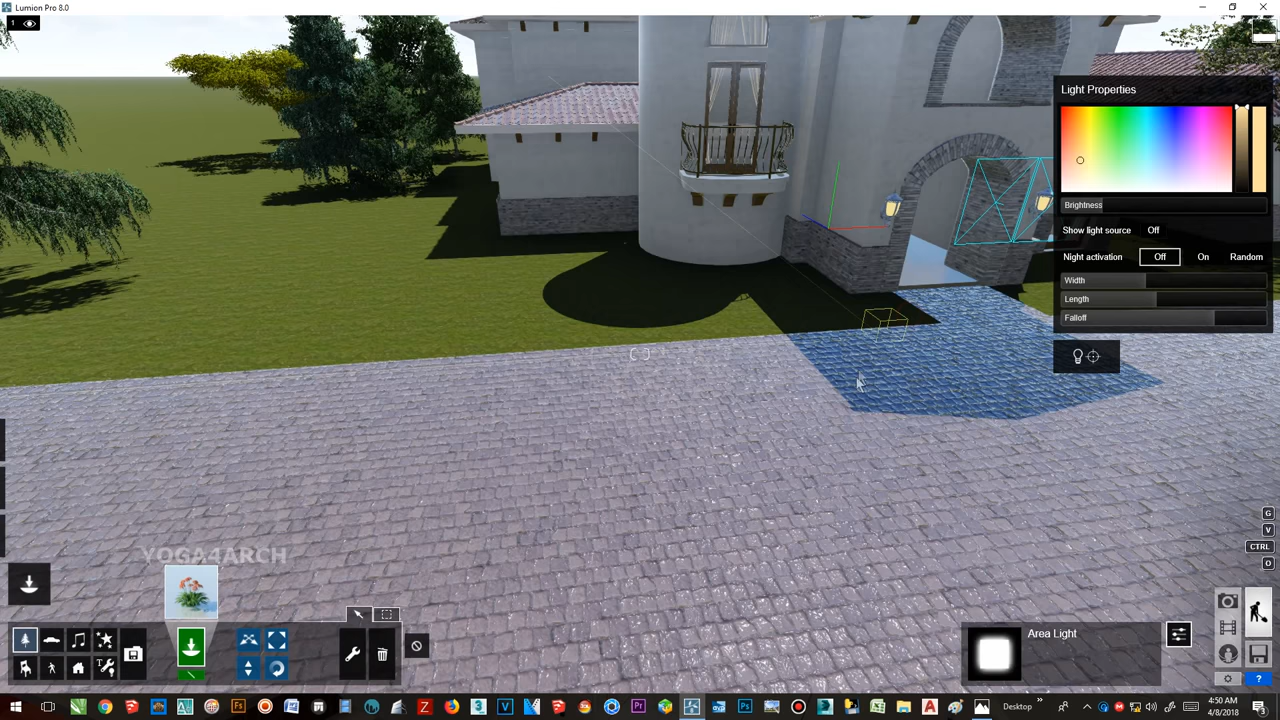 Lumion Pro 8.0
1
Light Properties
Brightness
Show light source Off
Night activation Off On Random
Width
Length
Falloff
G
V
CTRL
O
YOGA4ARCH
Area Light
?
Desktop
4:50 AM
4/8/2018